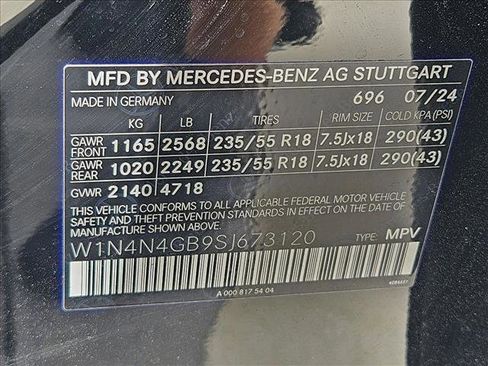 MFD BY MERCEDES-BENZ AG STUTTGART
MADE IN GERMANY 696 07/24
KG LB TIRES RIM SIZE COLD KPA(PSI)
GAWR FRONT 1165 2568 235/55 R18 7.5Jx18 290(43)
GAWR REAR 1020 2249 235/55 R18 7.5Jx18 290(43)
GVWR 2140 4718
THIS VEHICLE CONFORMS TO ALL APPLICABLE U.S. FEDERAL MOTOR VEHICLE
SAFETY AND THEFT PREVENTION STANDARDS IN EFFECT ON THE DATE OF
MANUFACTURE SHOWN ABOVE.
W1N4N4GB9SJ673120 TYPE: MPV
A 000 817 54 04